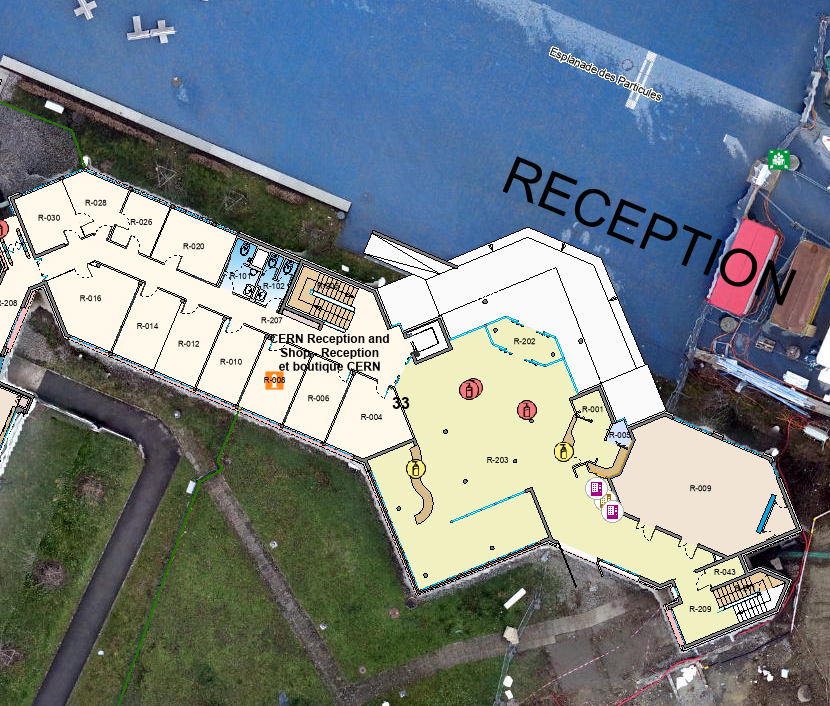 Esplanade des Particules
RECEPTION
R-028
R-030
R-026
R-020
R-101
R-102
R-208
R-016
R-207
R-014
R-012
R-010
CERN Reception and
Shop - Reception
et boutique CERN
R-008
R-006
R-004
33
R-202
R-001
R-005
R-203
R-009
R-043
R-209